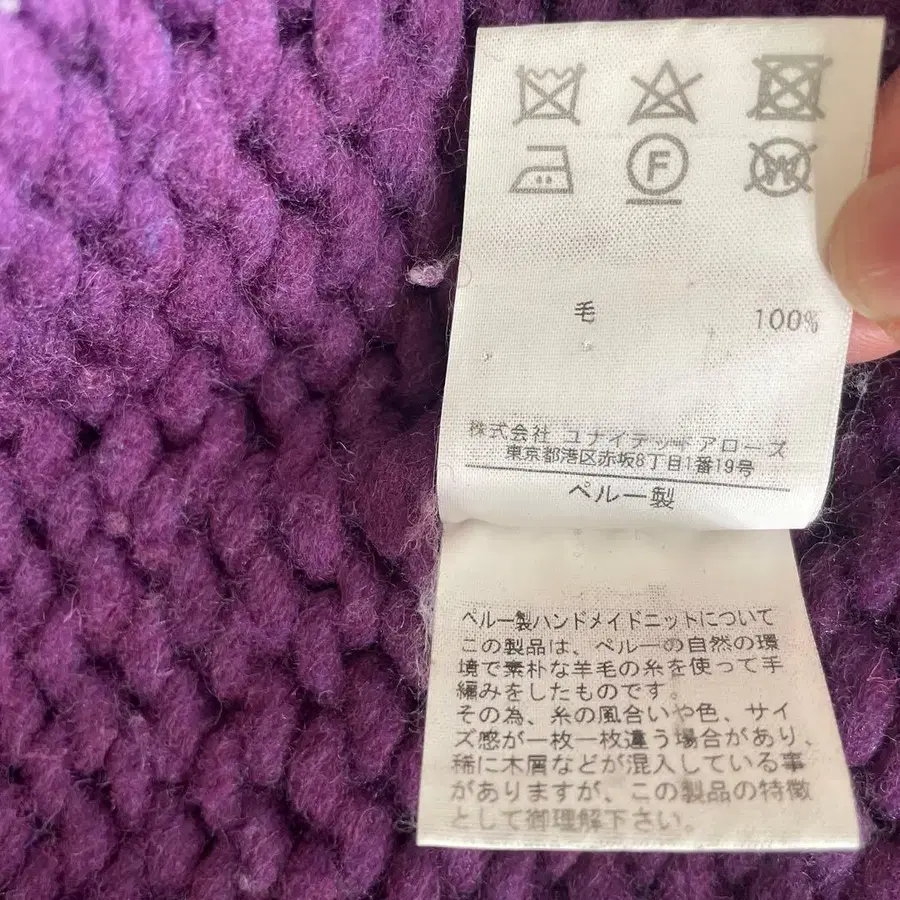 F
W
毛 100%
株式会社 ユナイテッドアローズ
東京都港区赤坂8丁目1番19号
ペルー製
ペルー製ハンドメイドニットについて
この製品は、ペルーの自然の環
境で素朴な羊毛の糸を使って手
編みをしたものです。
その為、糸の風合いや色、サイ
ズ感が一枚一枚違う場合があり、
稀に木屑などが混入している事
がありますが、この製品の特徴
として御理解下さい。